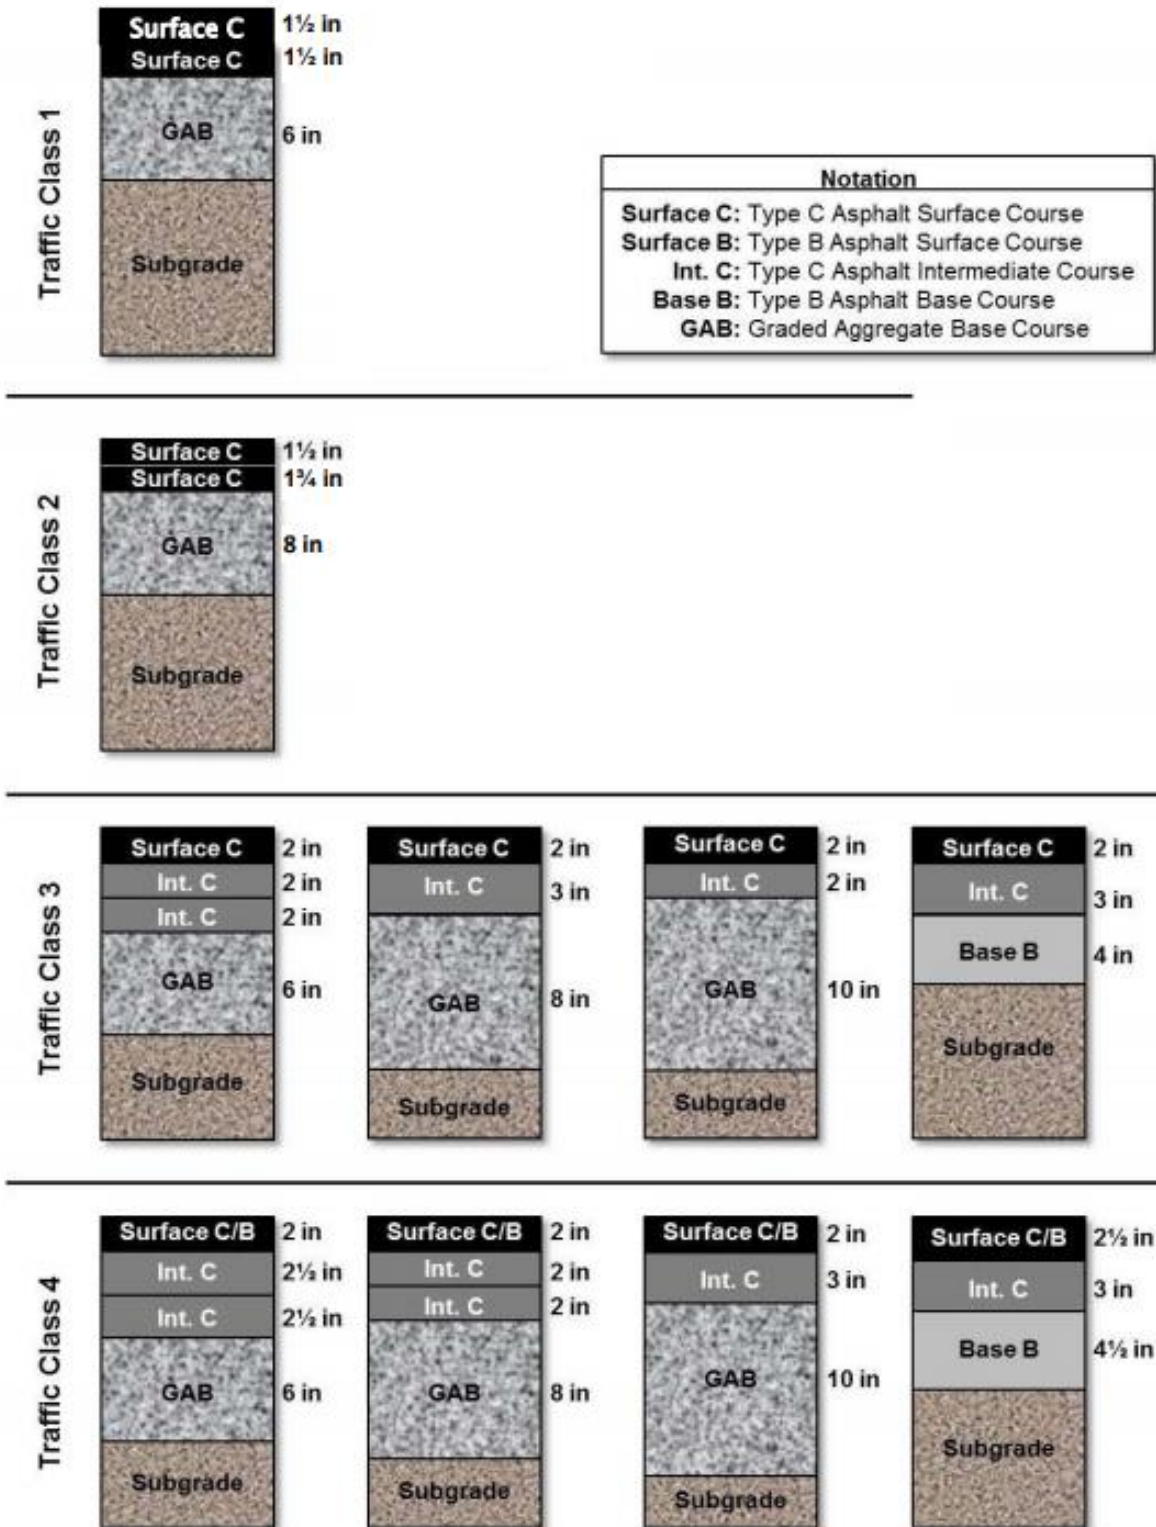 Traffic Class 1
Surface C 1½ in
Surface C 1½ in
GAB 6 in
Subgrade
Notation
Surface C: Type C Asphalt Surface Course
Surface B: Type B Asphalt Surface Course
Int. C: Type C Asphalt Intermediate Course
Base B: Type B Asphalt Base Course
GAB: Graded Aggregate Base Course
Traffic Class 2
Surface C 1½ in
Surface C 1¾ in
GAB 8 in
Subgrade
Traffic Class 3
Surface C 2 in
Int. C 2 in
Int. C 2 in
GAB 6 in
Subgrade
Surface C 2 in
Int. C 3 in
GAB 8 in
Subgrade
Surface C 2 in
Int. C 2 in
GAB 10 in
Subgrade
Surface C 2 in
Int. C 3 in
Base B 4 in
Subgrade
Traffic Class 4
Surface C/B 2 in
Int. C 2½ in
Int. C 2½ in
GAB 6 in
Subgrade
Surface C/B 2 in
Int. C 2 in
Int. C 2 in
GAB 8 in
Subgrade
Surface C/B 2 in
Int. C 3 in
GAB 10 in
Subgrade
Surface C/B 2½ in
Int. C 3 in
Base B 4½ in
Subgrade